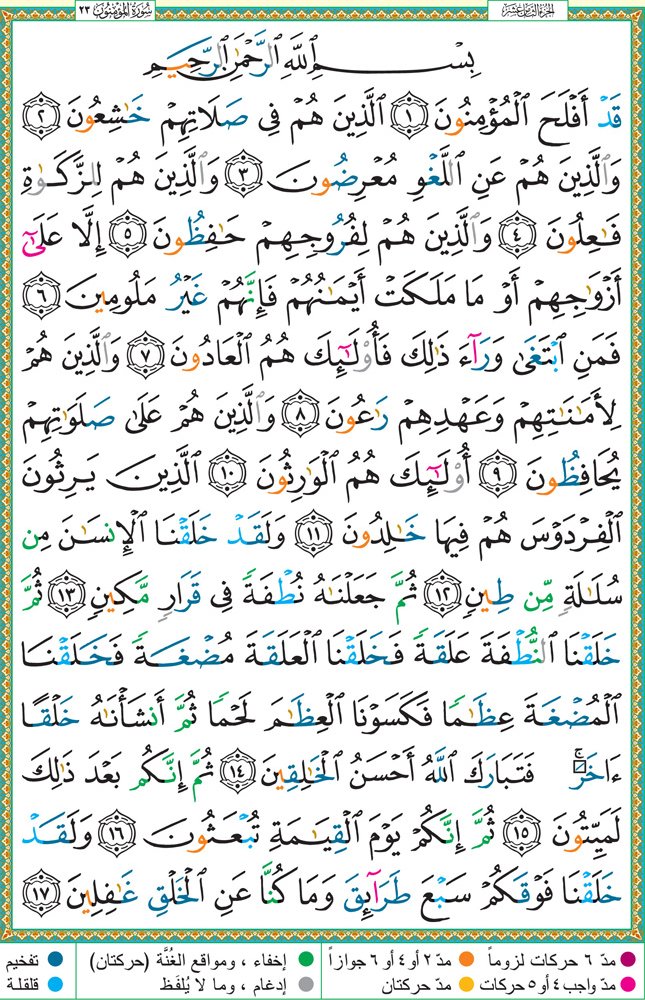 الجزء الثامن عشر سورة المؤمنون ٢٣
بِسْمِ ٱللَّهِ ٱلرَّحْمَٰنِ ٱلرَّحِيمِ
قَدْ أَفْلَحَ ٱلْمُؤْمِنُونَ ١ ٱلَّذِينَ هُمْ فِى صَلَاتِهِمْ خَٰشِعُونَ ٢
وَٱلَّذِينَ هُمْ عَنِ ٱللَّغْوِ مُعْرِضُونَ ٣ وَٱلَّذِينَ هُمْ لِلزَّكَوٰةِ
فَٰعِلُونَ ٤ وَٱلَّذِينَ هُمْ لِفُرُوجِهِمْ حَٰفِظُونَ ٥ إِلَّا عَلَىٰٓ
أَزْوَٰجِهِمْ أَوْ مَا مَلَكَتْ أَيْمَٰنُهُمْ فَإِنَّهُمْ غَيْرُ مَلُومِينَ ٦
فَمَنِ ٱبْتَغَىٰ وَرَآءَ ذَٰلِكَ فَأُو۟لَٰٓئِكَ هُمُ ٱلْعَادُونَ ٧ وَٱلَّذِينَ هُمْ
لِأَمَٰنَٰتِهِمْ وَعَهْدِهِمْ رَٰعُونَ ٨ وَٱلَّذِينَ هُمْ عَلَىٰ صَلَوَٰتِهِمْ
يُحَافِظُونَ ٩ أُو۟لَٰٓئِكَ هُمُ ٱلْوَٰرِثُونَ ١٠ ٱلَّذِينَ يَرِثُونَ
ٱلْفِرْدَوْسَ هُمْ فِيهَا خَٰلِدُونَ ١١ وَلَقَدْ خَلَقْنَا ٱلْإِنسَٰنَ مِن
سُلَٰلَةٍ مِّن طِينٍ ١٢ ثُمَّ جَعَلْنَٰهُ نُطْفَةً فِى قَرَارٍ مَّكِينٍ ١٣ ثُمَّ
خَلَقْنَا ٱلنُّطْفَةَ عَلَقَةً فَخَلَقْنَا ٱلْعَلَقَةَ مُضْغَةً فَخَلَقْنَا
ٱلْمُضْغَةَ عِظَٰمًا فَكَسَوْنَا ٱلْعِظَٰمَ لَحْمًا ثُمَّ أَنشَأْنَٰهُ خَلْقًا
ءَاخَرَ ۚ فَتَبَارَكَ ٱللَّهُ أَحْسَنُ ٱلْخَٰلِقِينَ ١٤ ثُمَّ إِنَّكُم بَعْدَ ذَٰلِكَ
لَمَيِّتُونَ ١٥ ثُمَّ إِنَّكُمْ يَوْمَ ٱلْقِيَٰمَةِ تُبْعَثُونَ ١٦ وَلَقَدْ
خَلَقْنَا فَوْقَكُمْ سَبْعَ طَرَآئِقَ وَمَا كُنَّا عَنِ ٱلْخَلْقِ غَٰفِلِينَ ١٧
مدّ ٦ حركات لزوماً مدّ ٢ أو ٤ أو ٦ جوازاً إخفاء ، ومواقع الغُنَّة (حركتان) تفخيم
مدّ واجب ٤ أو ٥ حركات مدّ حركتان إدغام ، وما لا يُلفَظ قلقلة